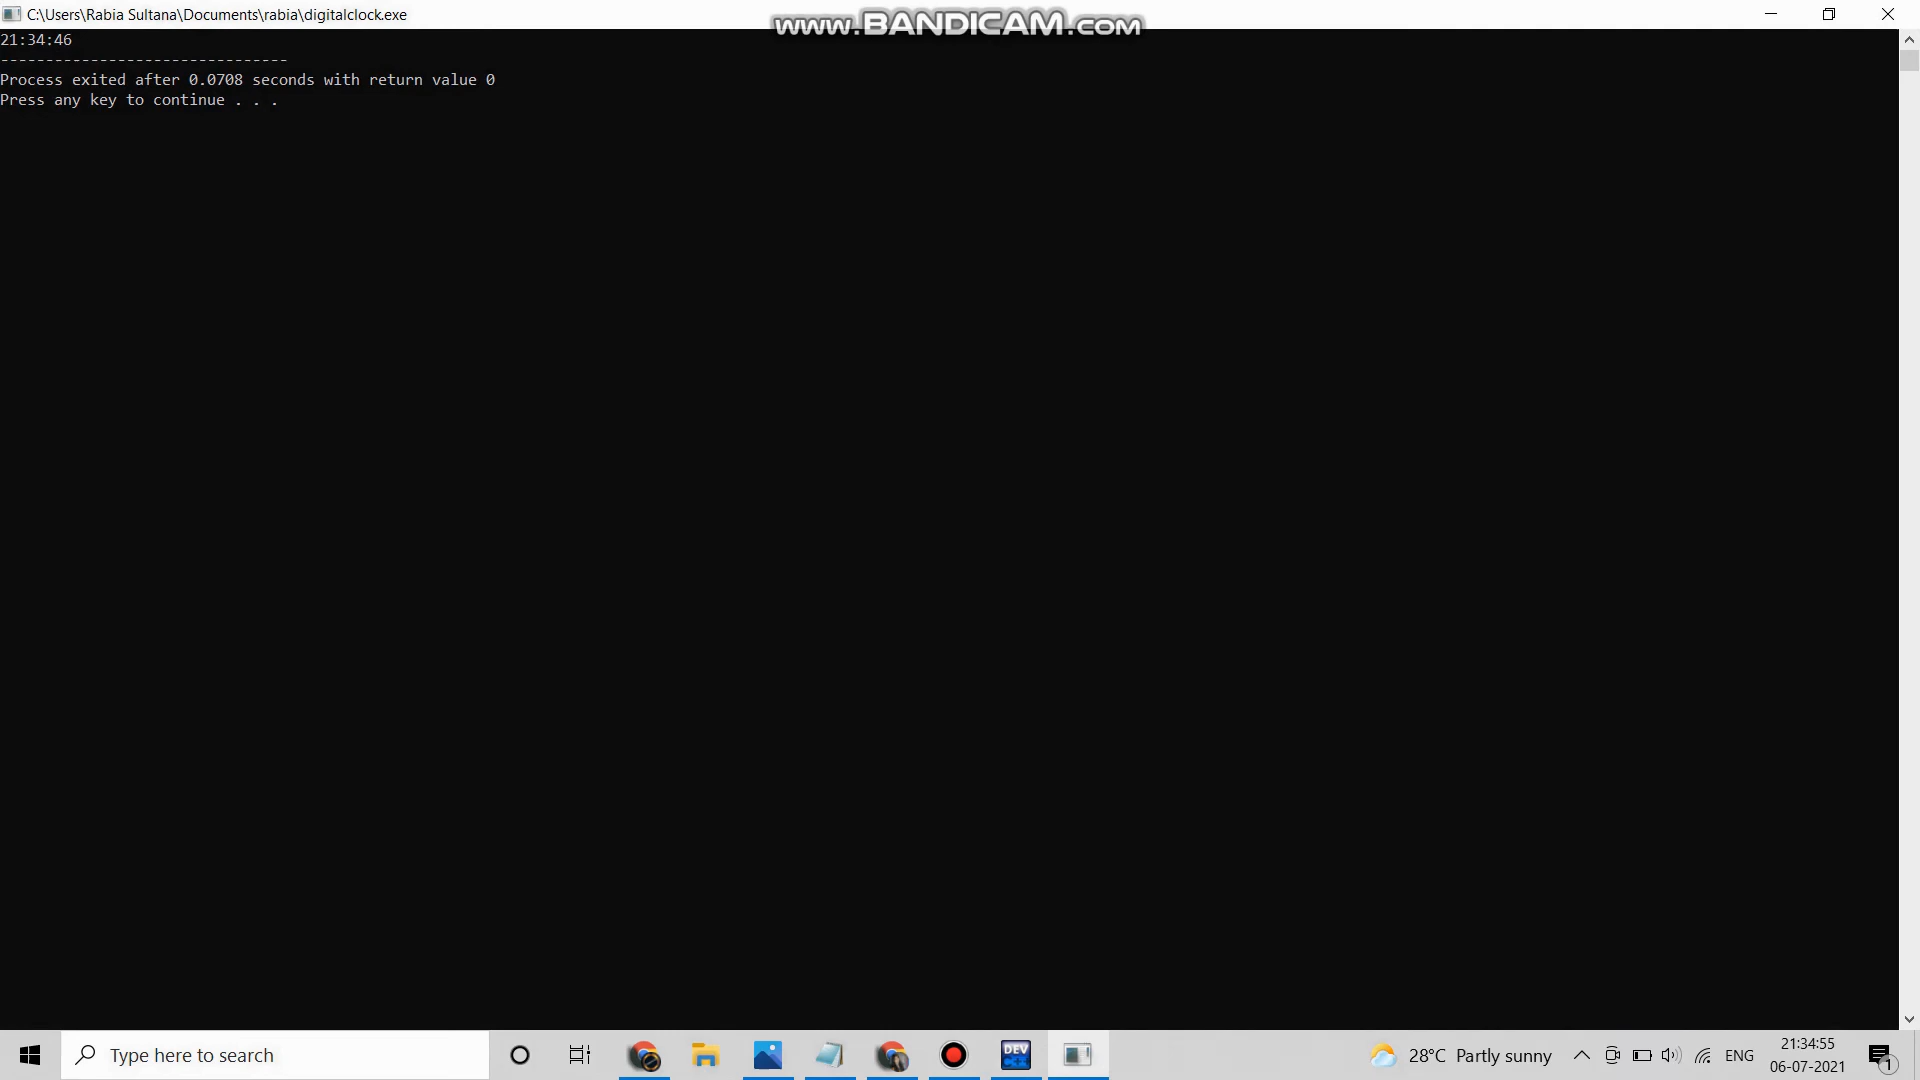 C:\Users\Rabia Sultana\Documents\rabia\digitalclock.exe
www.BANDICAM.com
21:34:46
--------------------------------
Process exited after 0.0708 seconds with return value 0
Press any key to continue . . .
Type here to search
DEV
C++
28°C Partly sunny
ENG
21:34:55
06-07-2021
1